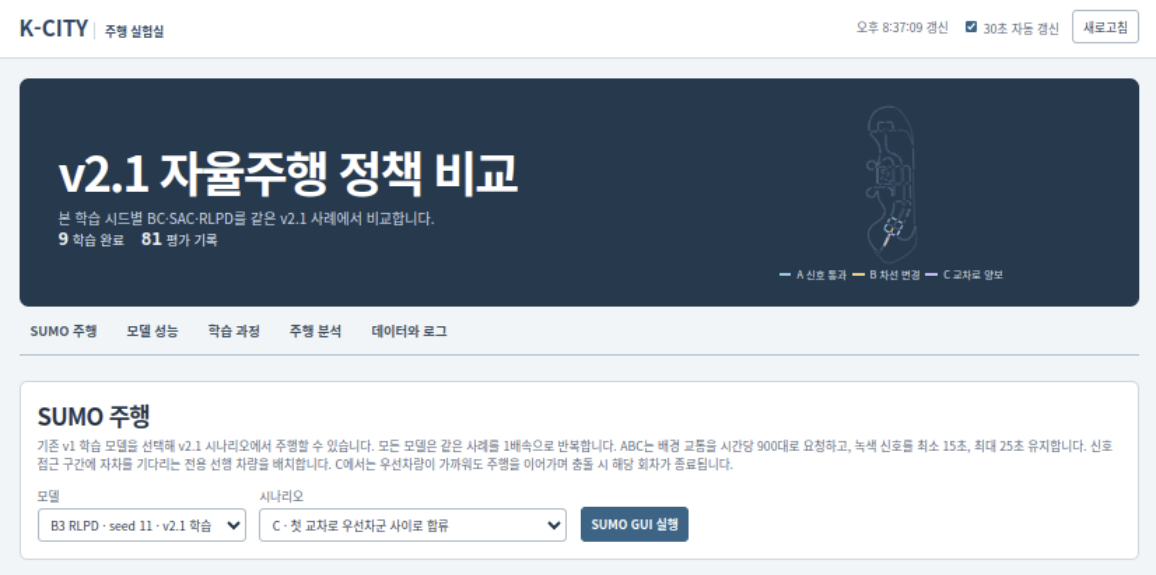 K-CITY 주행 실험실
오후 8:37:09 갱신 30초 자동 갱신 새로고침
v2.1 자율주행 정책 비교
본 학습 시드별 BC·SAC·RLPD를 같은 v2.1 사례에서 비교합니다.
9 학습 완료 81 평가 기록
A 신호 통과 B 차선 변경 C 교차로 양보
SUMO 주행 모델 성능 학습 과정 주행 분석 데이터와 로그
SUMO 주행
기존 v1 학습 모델을 선택해 v2.1 시나리오에서 주행할 수 있습니다. 모든 모델은 같은 사례를 1배속으로 반복합니다. ABC는 배경 교통을 시간당 900대로 요청하고, 녹색 신호를 최소 15초, 최대 25초 유지합니다. 신호
접근 구간에 자차를 기다리는 전용 선행 차량을 배치합니다. C에서는 우선차량이 가까워도 주행을 이어가며 충돌 시 해당 회차가 종료됩니다.
모델 시나리오
B3 RLPD · seed 11 · v2.1 학습 C · 첫 교차로 우선차군 사이로 합류 SUMO GUI 실행